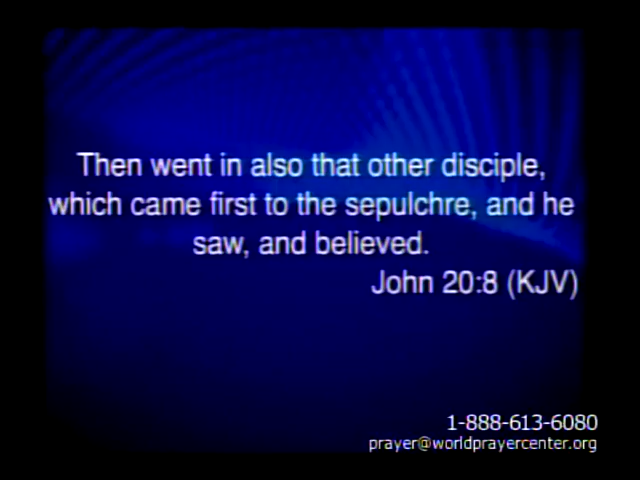 Then went in also that other disciple,
which came first to the sepulchre, and he
saw, and believed.
John 20:8 (KJV)
1-888-613-6080
prayer@worldprayercenter.org